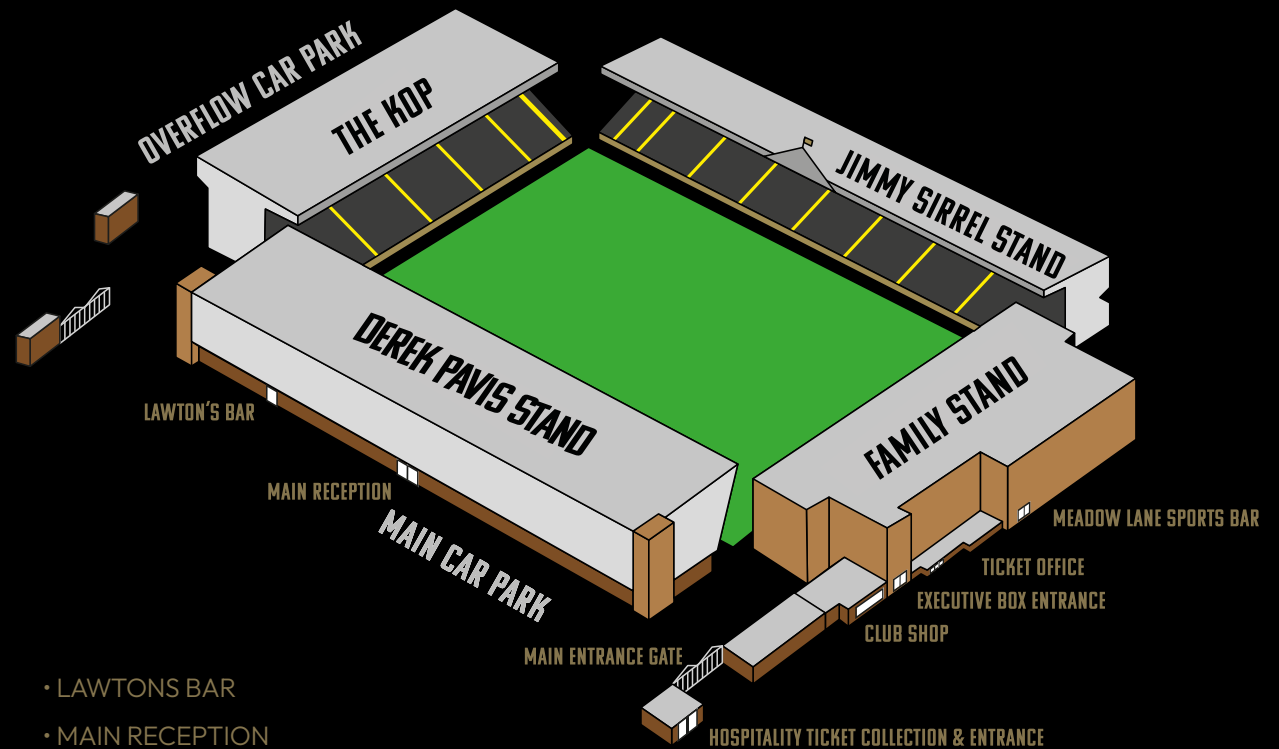 OVERFLOW CAR PARK
THE KOP
JIMMY SIRREL STAND
DEREK PAVIS STAND
FAMILY STAND
LAWTON'S BAR
MAIN RECEPTION
MAIN CAR PARK
MEADOW LANE SPORTS BAR
TICKET OFFICE
EXECUTIVE BOX ENTRANCE
CLUB SHOP
MAIN ENTRANCE GATE
HOSPITALITY TICKET COLLECTION & ENTRANCE
• LAWTONS BAR
• MAIN RECEPTION